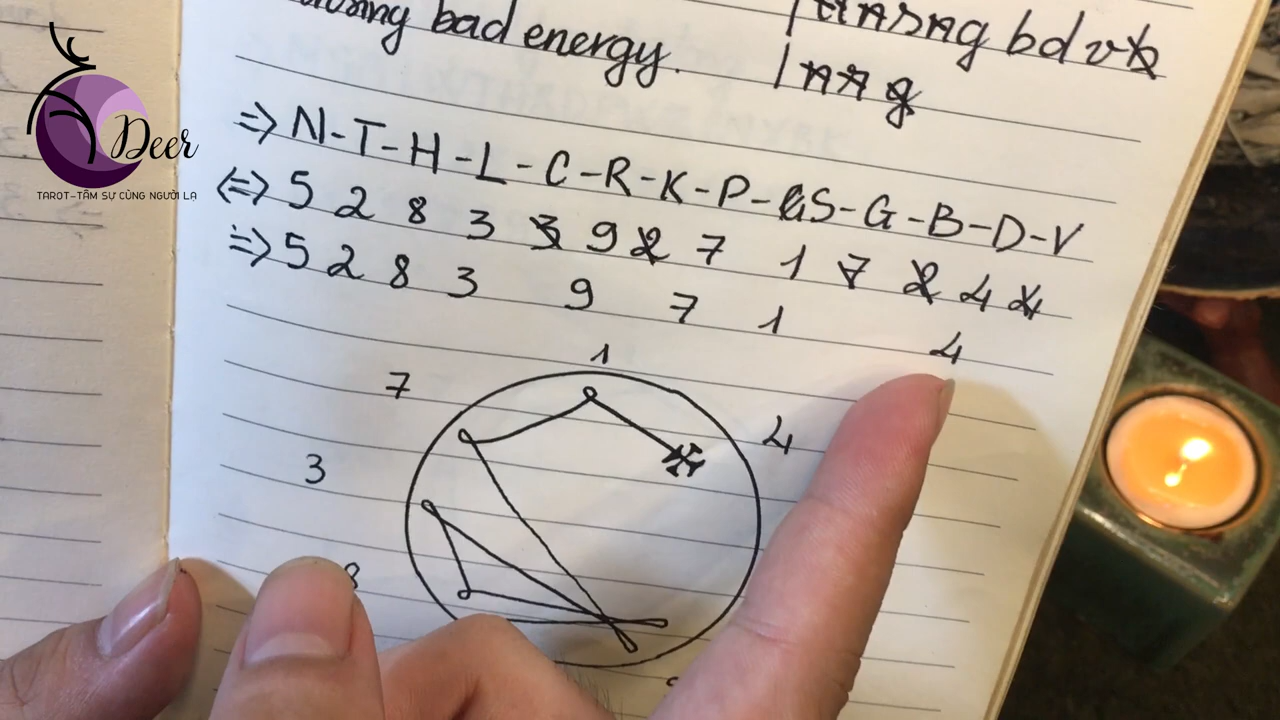 Deer
TAROT-TÂM SỰ CÙNG NGƯỜI LẠ
bad energy.
=> N-T-H-L-C-R-K-P-S-G-B-D-V
<=> 5 2 8 3 3 9 2 7 1 7 2 4 4
=> 5 2 8 3 9 7 1 4
1
7
4
3
8